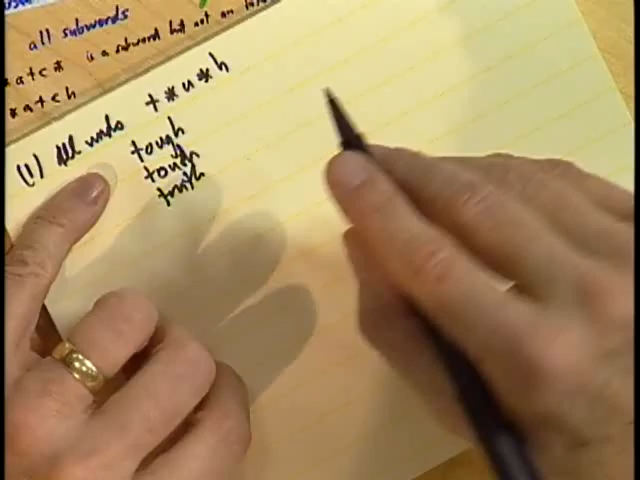 all subwords
*atc* is a subword but not an
*atch
(1) All words t*u*h
tough
touch
truth